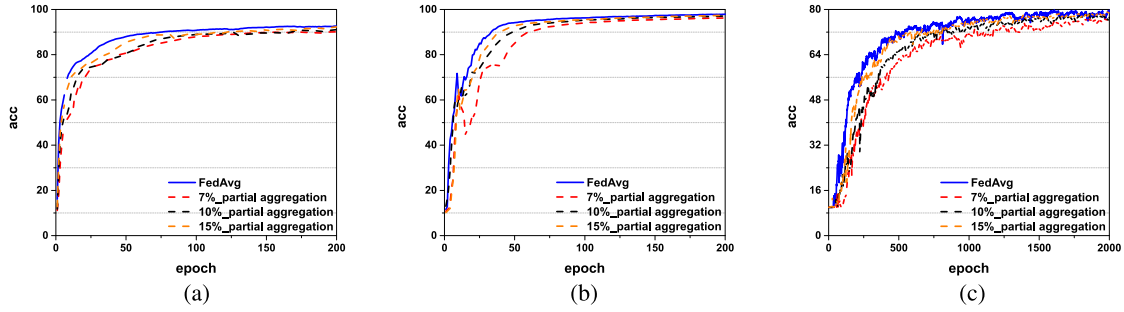 100
80
60
40
20
0
acc
0
50
100
150
200
epoch
FedAvg
7%_partial aggregation
10%_partial aggregation
15%_partial aggregation
(a)
100
80
60
40
20
0
acc
0
50
100
150
200
epoch
FedAvg
7%_partial aggregation
10%_partial aggregation
15%_partial aggregation
(b)
80
64
48
32
16
acc
0
500
1000
1500
2000
epoch
FedAvg
7%_partial aggregation
10%_partial aggregation
15%_partial aggregation
(c)